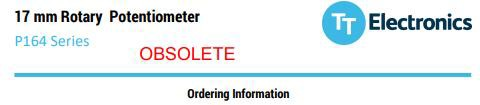 17 mm Rotary Potentiometer
TT Electronics
P164 Series
OBSOLETE
Ordering Information